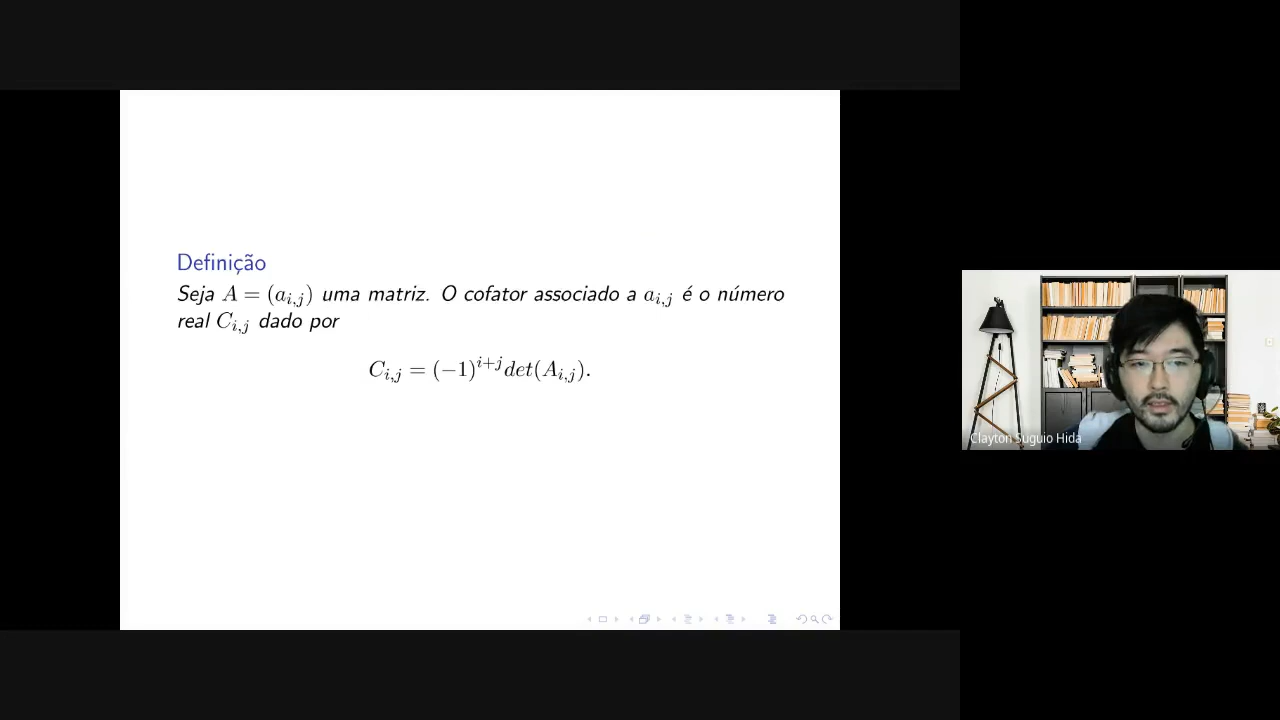 Definição
Seja A = (a_{i,j}) uma matriz. O cofator associado a a_{i,j} é o número
real C_{i,j} dado por
C_{i,j} = (−1)^{i+j}det(A_{i,j}).
Clayton Suguio Hida